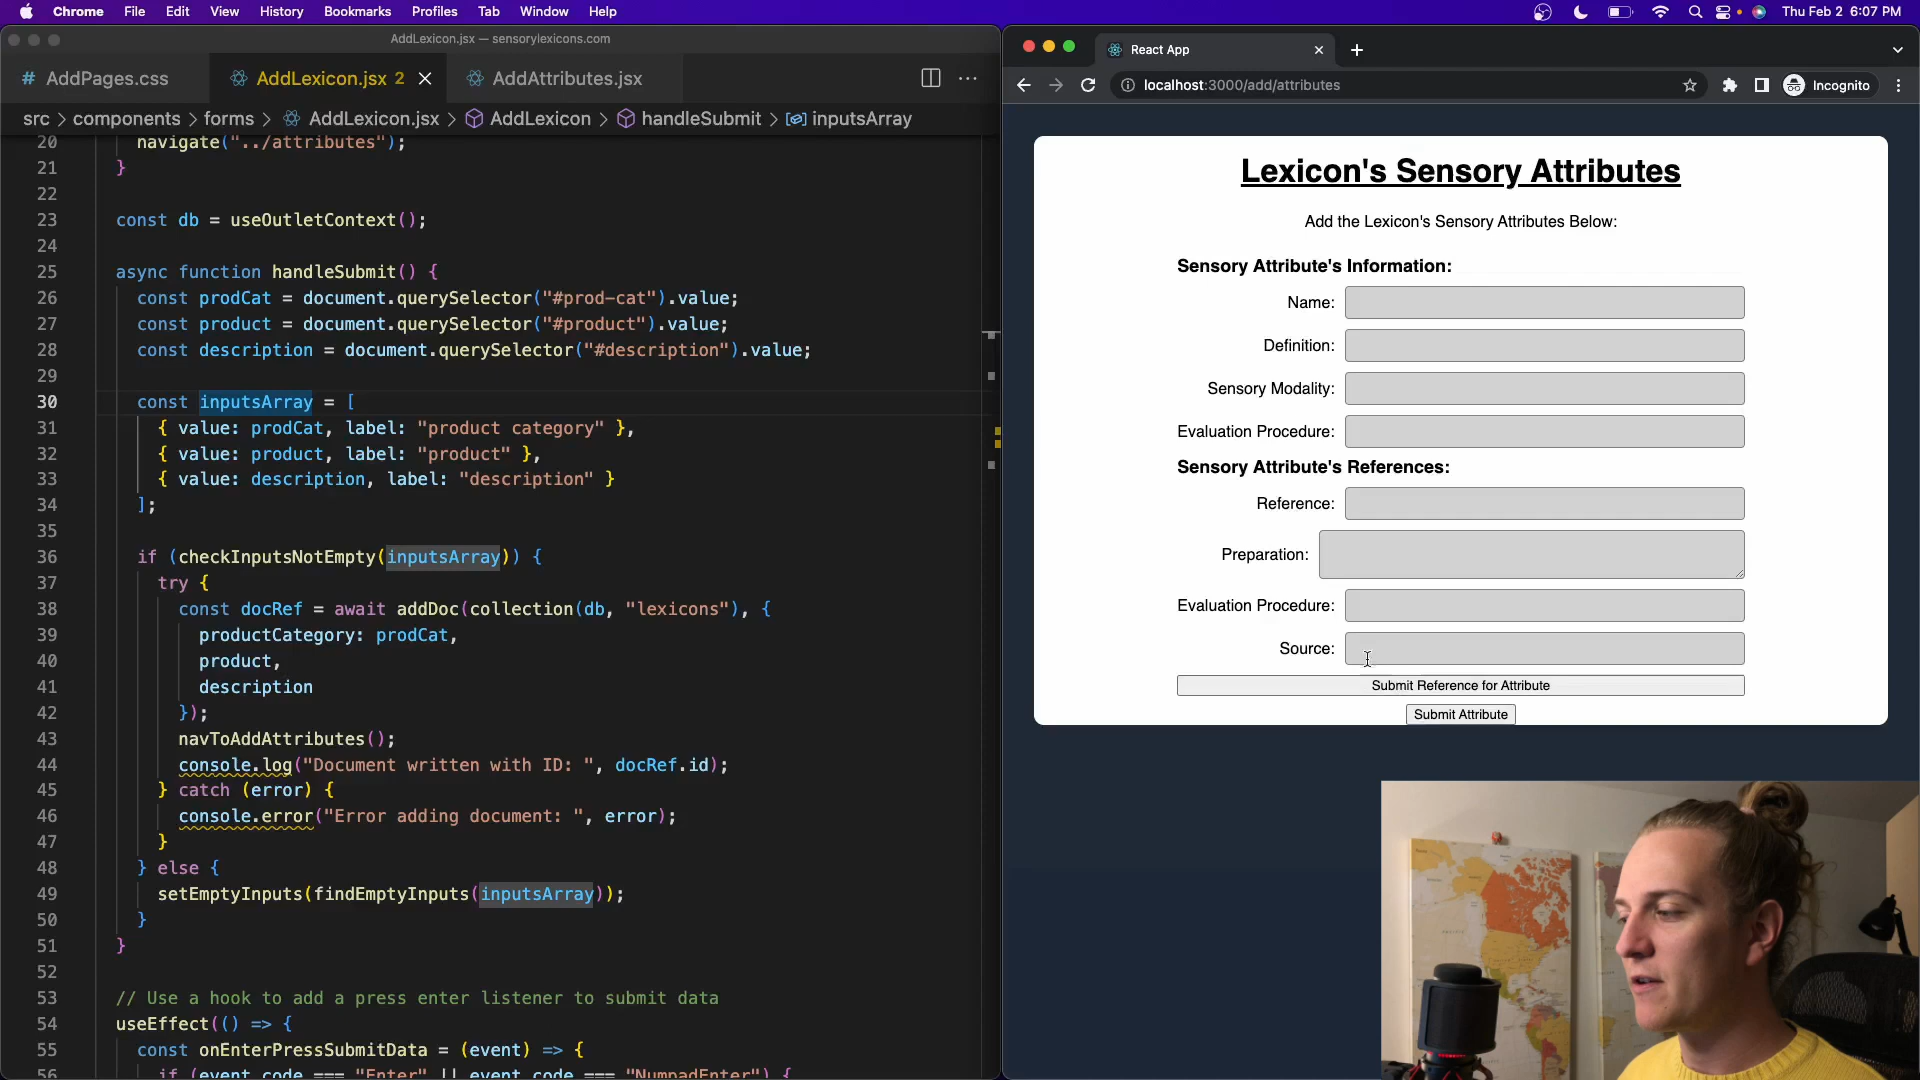 Chrome File Edit View History Bookmarks Profiles Tab Window Help
Thu Feb 2 6:07 PM
AddLexicon.jsx — sensorylexicons.com
# AddPages.css
AddLexicon.jsx 2
AddAttributes.jsx
src > components > forms > AddLexicon.jsx > AddLexicon > handleSubmit > inputsArray
20 navigate("../attributes");
21 }
22
23 const db = useOutletContext();
24
25 async function handleSubmit() {
26 const prodCat = document.querySelector("#prod-cat").value;
27 const product = document.querySelector("#product").value;
28 const description = document.querySelector("#description").value;
29
30 const inputsArray = [
31 { value: prodCat, label: "product category" },
32 { value: product, label: "product" },
33 { value: description, label: "description" }
34 ];
35
36 if (checkInputsNotEmpty(inputsArray)) {
37 try {
38 const docRef = await addDoc(collection(db, "lexicons"), {
39 productCategory: prodCat,
40 product,
41 description
42 });
43 navToAddAttributes();
44 console.log("Document written with ID: ", docRef.id);
45 } catch (error) {
46 console.error("Error adding document: ", error);
47 }
48 } else {
49 setEmptyInputs(findEmptyInputs(inputsArray));
50 }
51 }
52
53 // Use a hook to add a press enter listener to submit data
54 useEffect(() => {
55 const onEnterPressSubmitData = (event) => {
56 if (event.code === "Enter" || event.code === "NumpadEnter") {
React App
localhost:3000/add/attributes
Incognito
Lexicon's Sensory Attributes
Add the Lexicon's Sensory Attributes Below:
Sensory Attribute's Information:
Name:
Definition:
Sensory Modality:
Evaluation Procedure:
Sensory Attribute's References:
Reference:
Preparation:
Evaluation Procedure:
Source:
Submit Reference for Attribute
Submit Attribute